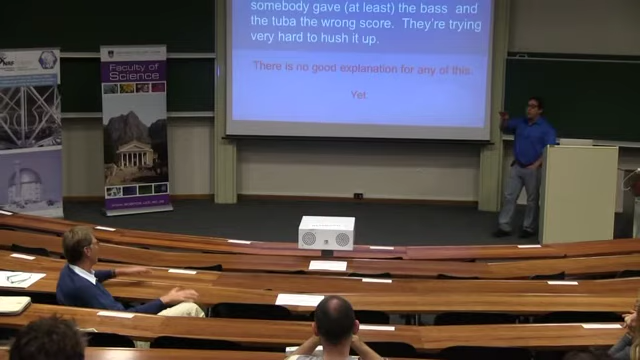 somebody gave (at least) the bass and
the tuba the wrong score. They're trying
very hard to hush it up.
There is no good explanation for any of this.
Yet.
Faculty of
Science